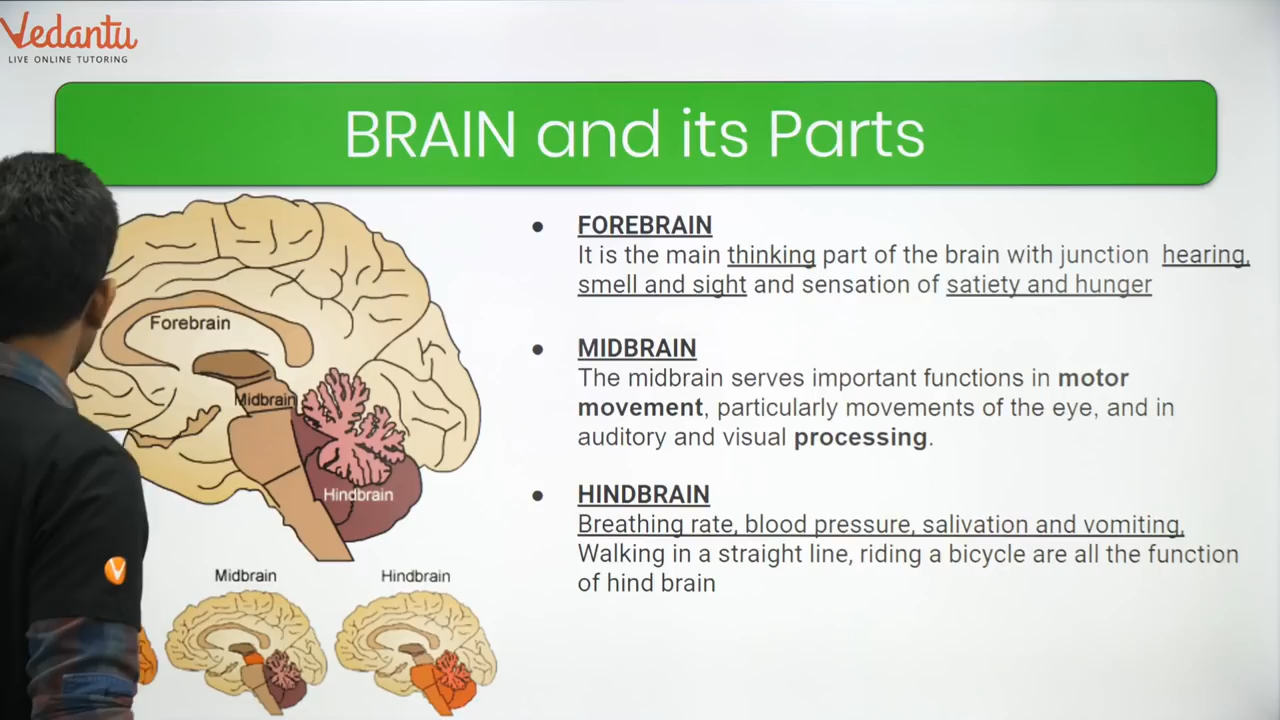 Vedantu
LIVE ONLINE TUTORING
BRAIN and its Parts
FOREBRAIN
It is the main thinking part of the brain with junction hearing,
smell and sight and sensation of satiety and hunger
MIDBRAIN
The midbrain serves important functions in motor
movement, particularly movements of the eye, and in
auditory and visual processing.
HINDBRAIN
Breathing rate, blood pressure, salivation and vomiting,
Walking in a straight line, riding a bicycle are all the function
of hind brain
Forebrain
Midbrain
Hindbrain
Midbrain
Hindbrain